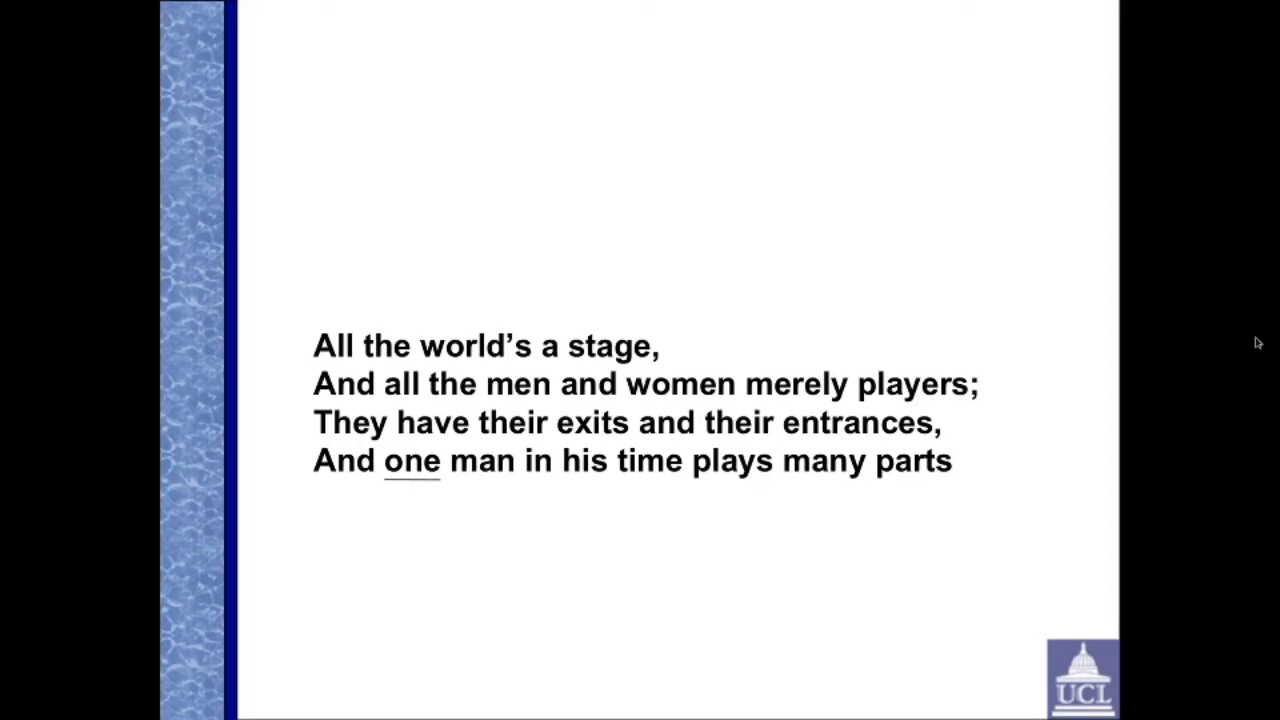 All the world’s a stage,
And all the men and women merely players;
They have their exits and their entrances,
And one man in his time plays many parts
UCL